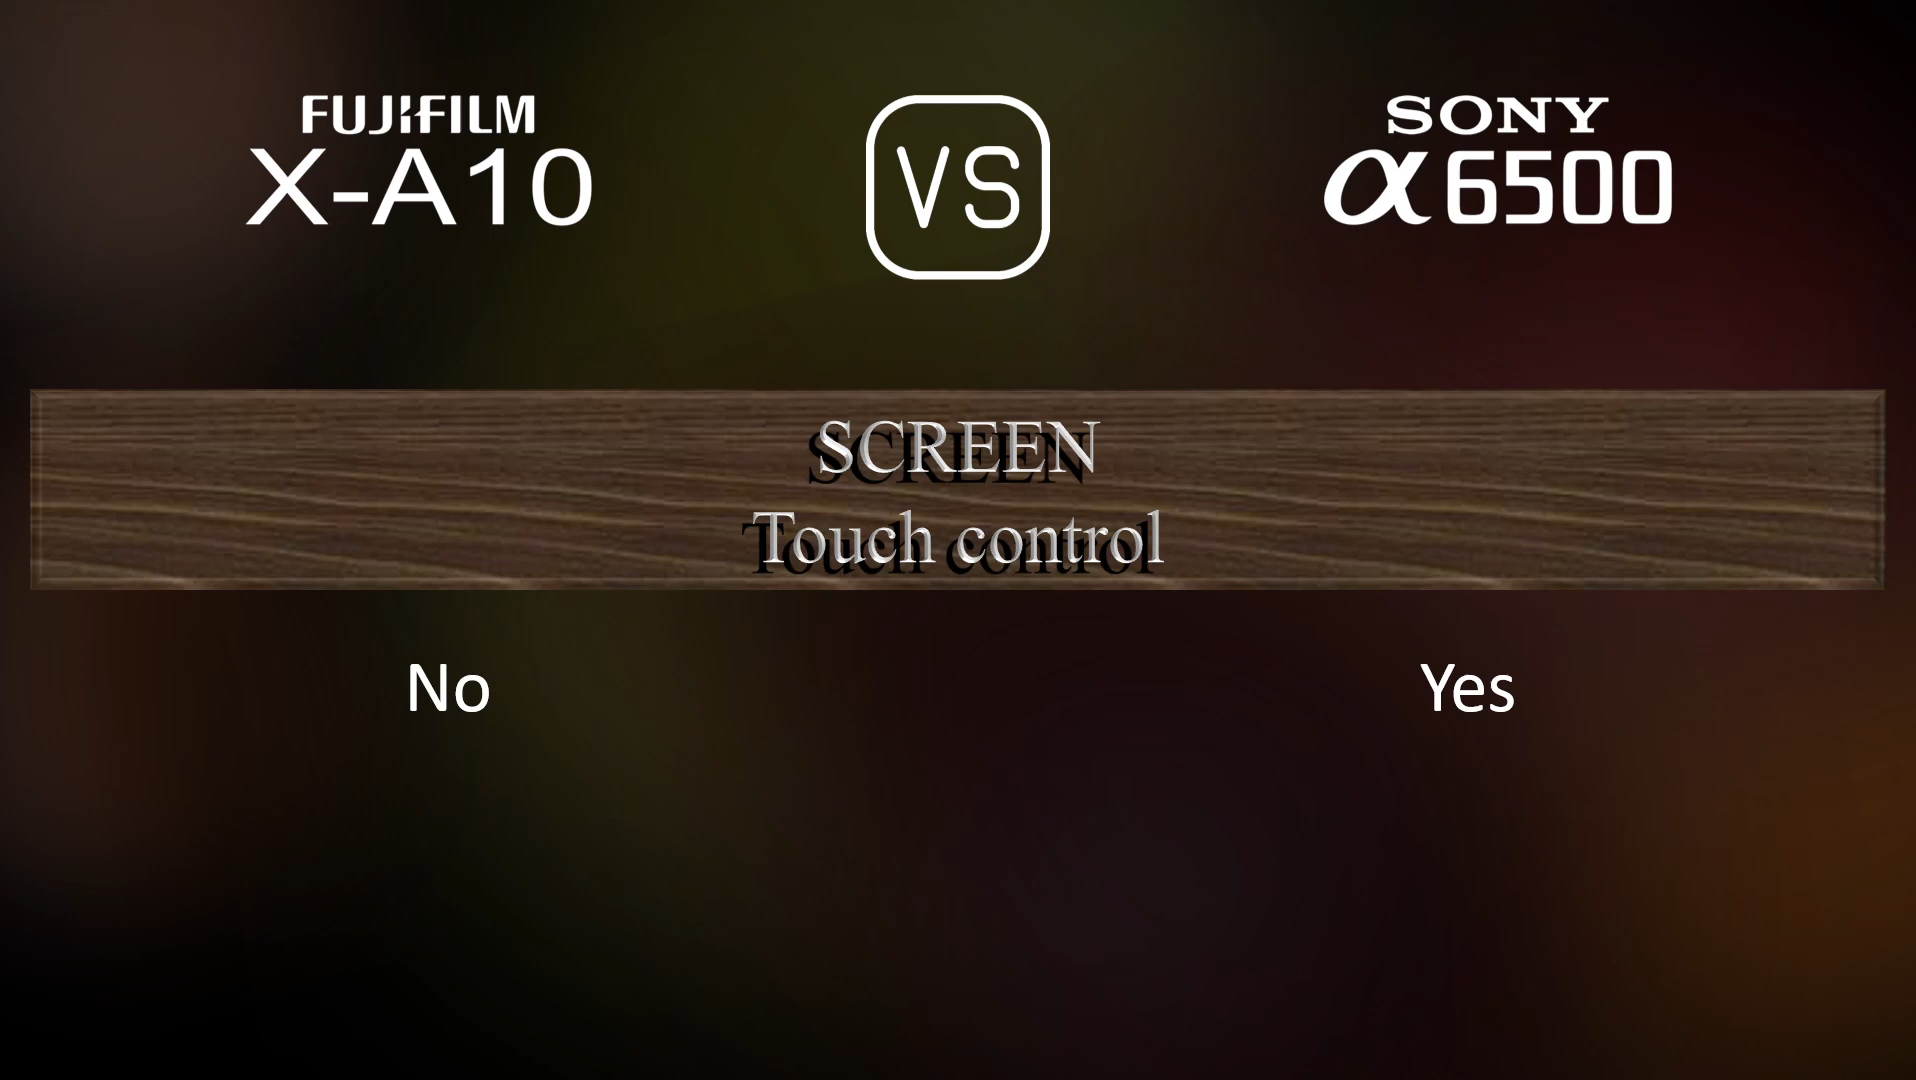 FUJIFILM
X-A10
VS
SONY
α6500
SCREEN
Touch control
No
Yes